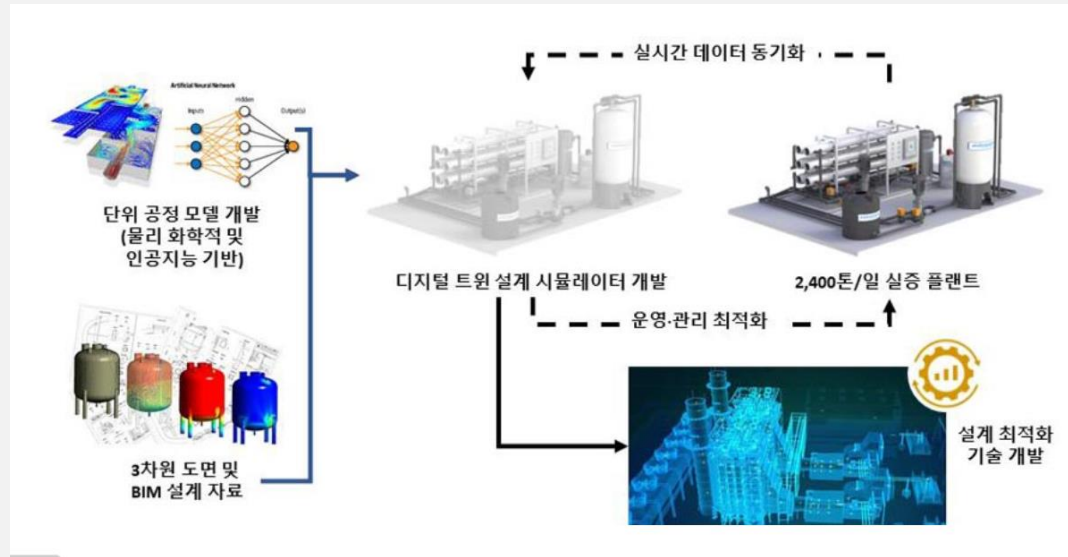 실시간 데이터 동기화
Artificial Neural Network
Inputs
Hidden
Output(s)
단위 공정 모델 개발
(물리 화학적 및
인공지능 기반)
디지털 트윈 설계 시뮬레이터 개발
2,400톤/일 실증 플랜트
운영·관리 최적화
3차원 도면 및
BIM 설계 자료
설계 최적화
기술 개발